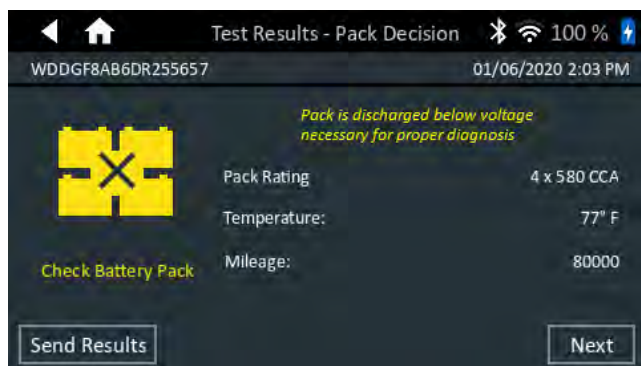 Test Results - Pack Decision 100 %
WDDGF8AB6DR255657 01/06/2020 2:03 PM
Pack is discharged below voltage
necessary for proper diagnosis
Pack Rating 4 x 580 CCA
Temperature: 77° F
Check Battery Pack
Mileage: 80000
Send Results Next